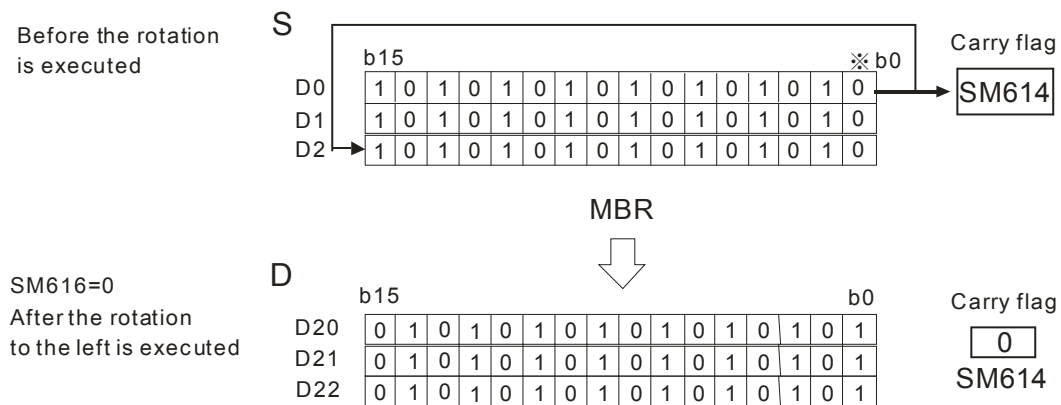 Before the rotation
is executed
S
b15
※ b0
Carry flag
D0 1 0 1 0 1 0 1 0 1 0 1 0 1 0 1 0 SM614
D1 1 0 1 0 1 0 1 0 1 0 1 0 1 0 1 0
D2 1 0 1 0 1 0 1 0 1 0 1 0 1 0 1 0
MBR
SM616=0
After the rotation
to the left is executed
D
b15
b0
Carry flag
D20 0 1 0 1 0 1 0 1 0 1 0 1 0 1 0 1 0
D21 0 1 0 1 0 1 0 1 0 1 0 1 0 1 0 1
D22 0 1 0 1 0 1 0 1 0 1 0 1 0 1 0 1
SM614